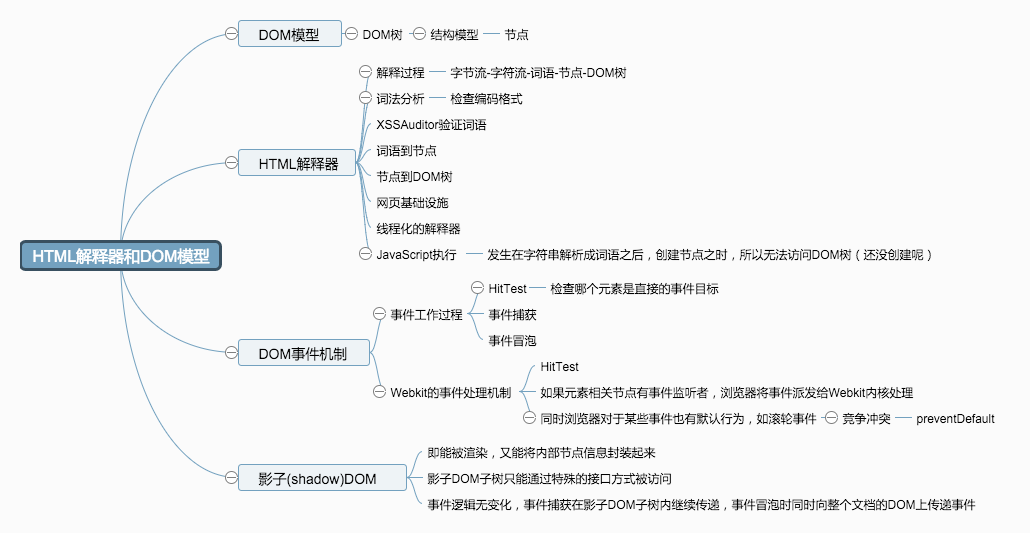 DOM模型
DOM树
结构模型
节点
HTML解释器和DOM模型
HTML解释器
解释过程
字节流-字符流-词语-节点-DOM树
词法分析
检查编码格式
XSSAuditor验证词语
词语到节点
节点到DOM树
网页基础设施
线程化的解释器
JavaScript执行
发生在字符串解析成词语之后，创建节点之时，所以无法访问DOM树（还没创建呢）
DOM事件机制
事件工作过程
HitTest
检查哪个元素是直接的事件目标
事件捕获
事件冒泡
Webkit的事件处理机制
HitTest
如果元素相关节点有事件监听者，浏览器将事件派发给Webkit内核处理
同时浏览器对于某些事件也有默认行为，如滚轮事件
竞争冲突
preventDefault
影子(shadow)DOM
即能被渲染，又能将内部节点信息封装起来
影子DOM子树只能通过特殊的接口方式被访问
事件逻辑无变化，事件捕获在影子DOM子树内继续传递，事件冒泡时同时向整个文档的DOM上传递事件